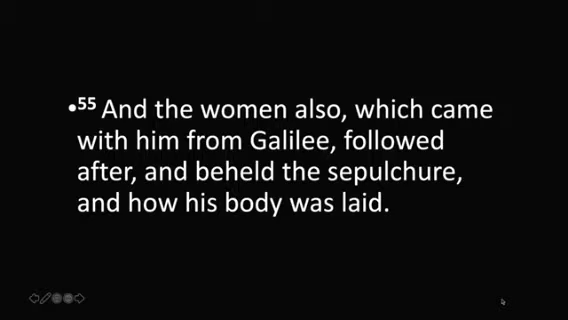 •55 And the women also, which came
with him from Galilee, followed
after, and beheld the sepulchure,
and how his body was laid.